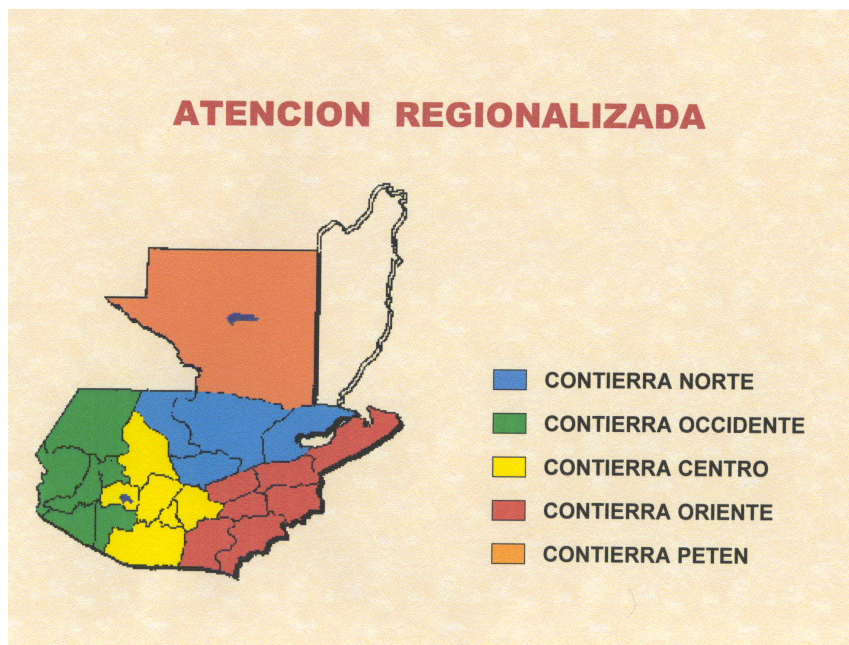 ATENCION REGIONALIZADA
CONTIERRA NORTE
CONTIERRA OCCIDENTE
CONTIERRA CENTRO
CONTIERRA ORIENTE
CONTIERRA PETEN